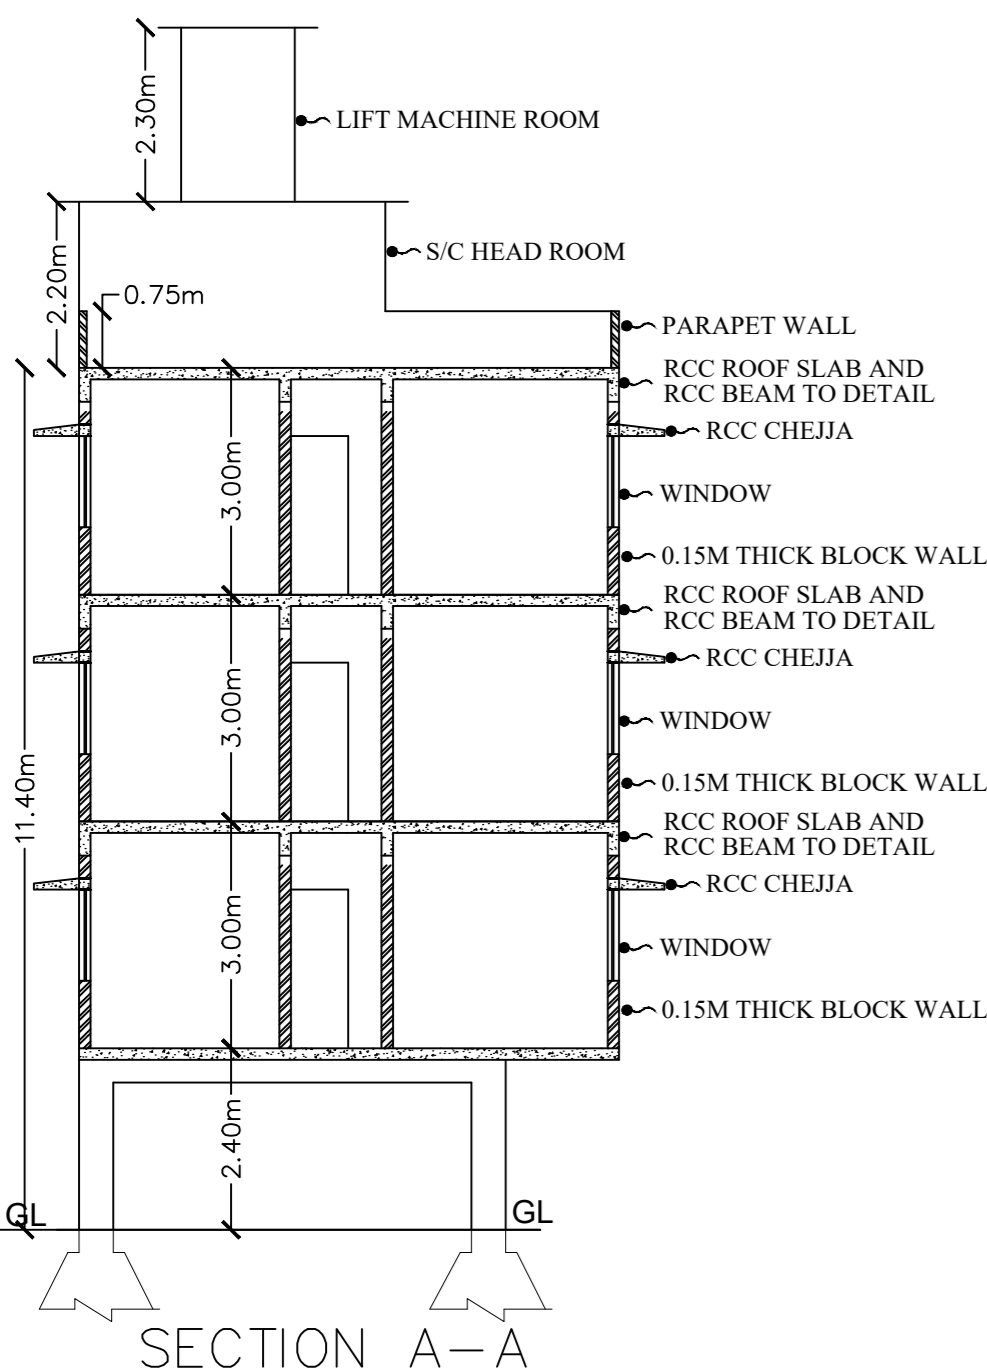 2.30m
LIFT MACHINE ROOM
2.20m
S/C HEAD ROOM
0.75m
PARAPET WALL
RCC ROOF SLAB AND
RCC BEAM TO DETAIL
RCC CHEJJA
3.00m
WINDOW
0.15M THICK BLOCK WALL
RCC ROOF SLAB AND
RCC BEAM TO DETAIL
RCC CHEJJA
3.00m
WINDOW
11.40m
0.15M THICK BLOCK WALL
RCC ROOF SLAB AND
RCC BEAM TO DETAIL
RCC CHEJJA
3.00m
WINDOW
0.15M THICK BLOCK WALL
2.40m
GL
GL
SECTION A-A